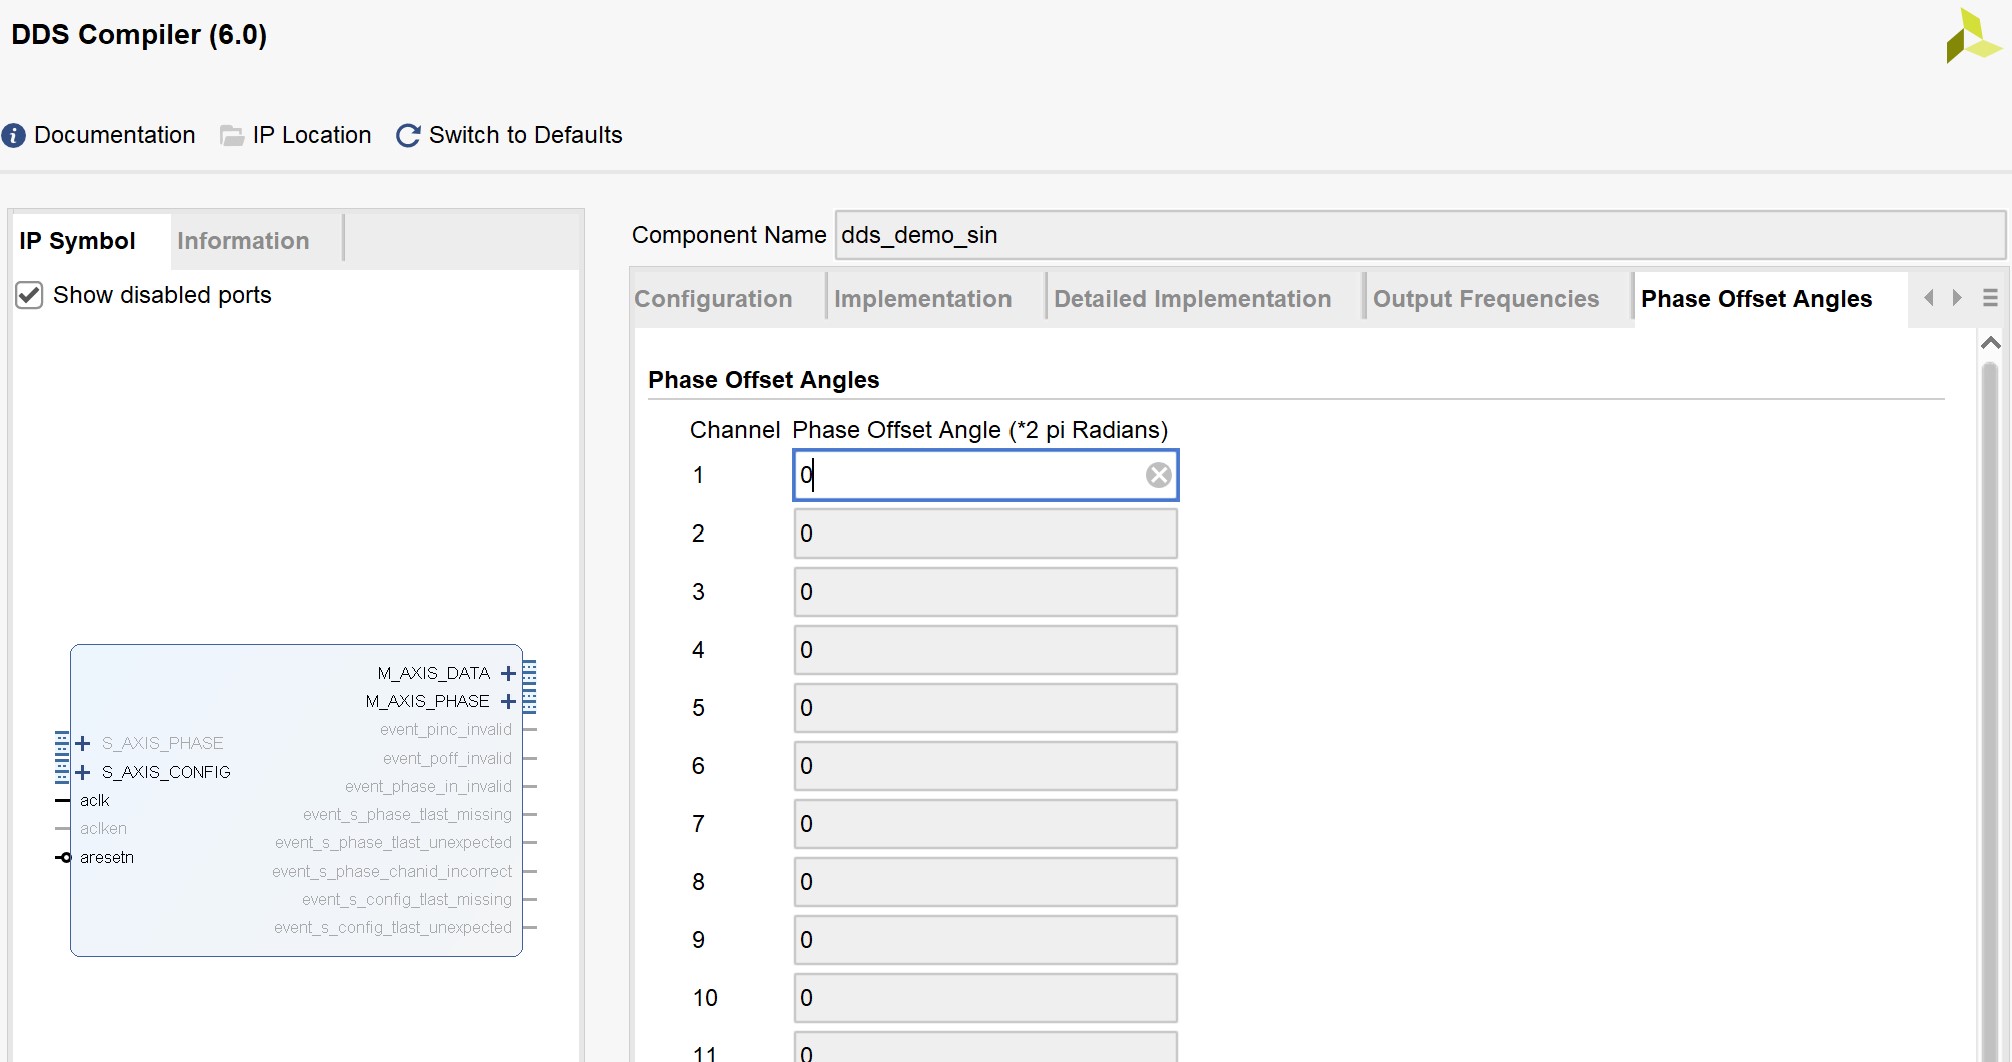 DDS Compiler (6.0)
Documentation IP Location Switch to Defaults
IP Symbol Information
Show disabled ports
M_AXIS_DATA
M_AXIS_PHASE
event_pinc_invalid
S_AXIS_PHASE
event_poff_invalid
S_AXIS_CONFIG
event_phase_in_invalid
aclk
event_s_phase_tlast_missing
aclken
event_s_phase_tlast_unexpected
aresetn
event_s_phase_chanid_incorrect
event_s_config_tlast_missing
event_s_config_tlast_unexpected
Component Name dds_demo_sin
Configuration Implementation Detailed Implementation Output Frequencies Phase Offset Angles
Phase Offset Angles
Channel Phase Offset Angle (*2 pi Radians)
1 0
2 0
3 0
4 0
5 0
6 0
7 0
8 0
9 0
10 0
11 0